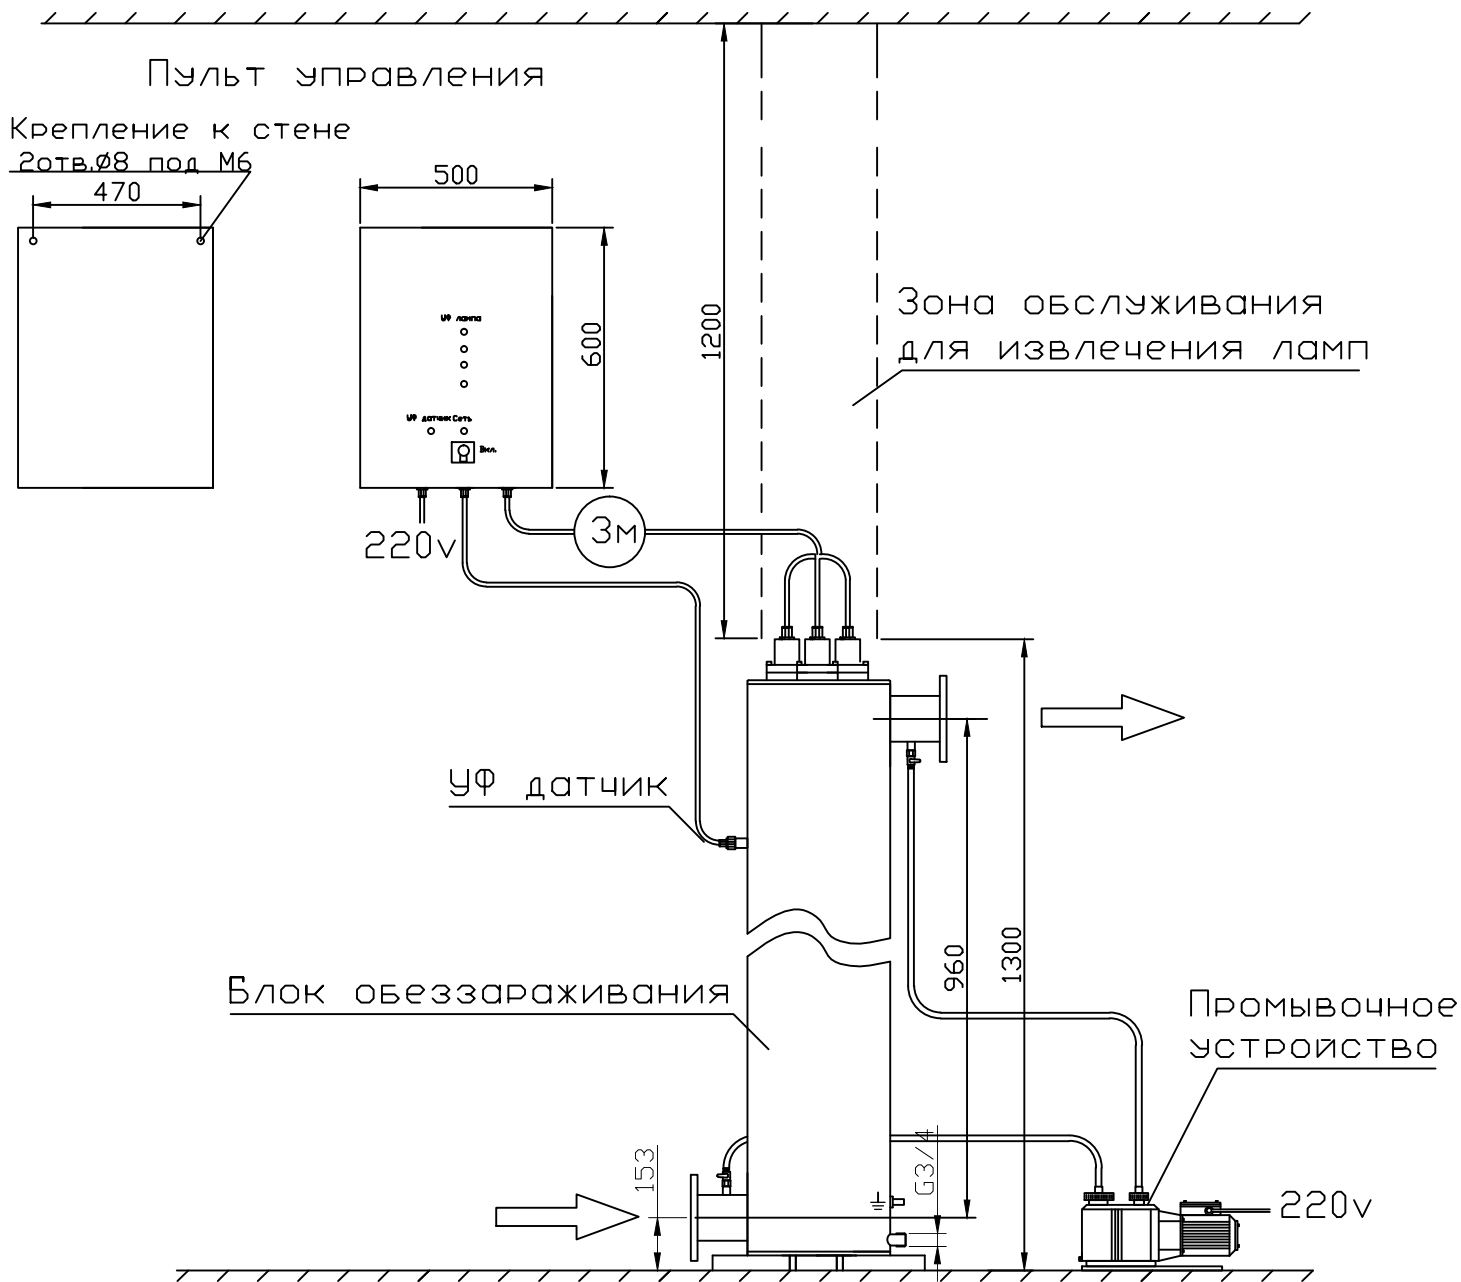 Пульт управления
Крепление к стене
2отв.Ø8 под М6
470
500
600
1200
УФ лампа
УФ датчик Сеть
Вкл.
220v
3м
Зона обслуживания
для извлечения ламп
УФ датчик
Блок обеззараживания
960
1300
Промывочное
устройство
153
G3/4
220v